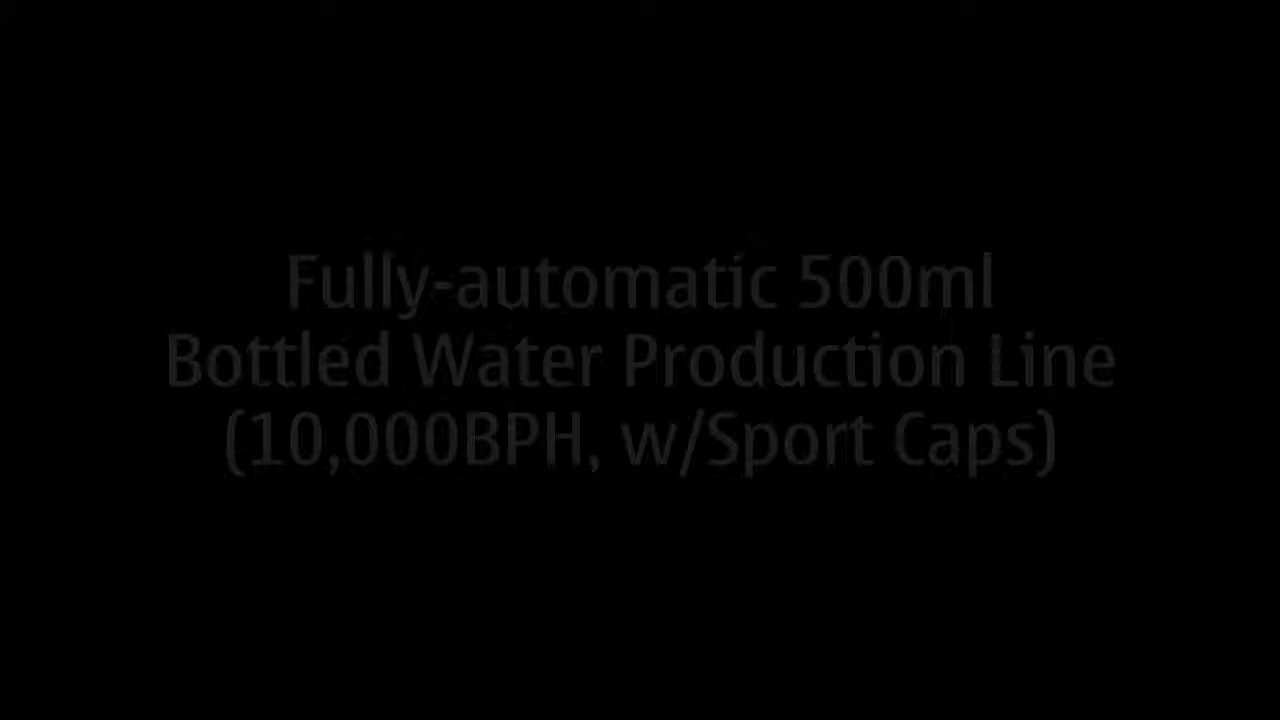 Fully-automatic 500ml
Bottled Water Production Line
(10,000BPH, w/Sport Caps)